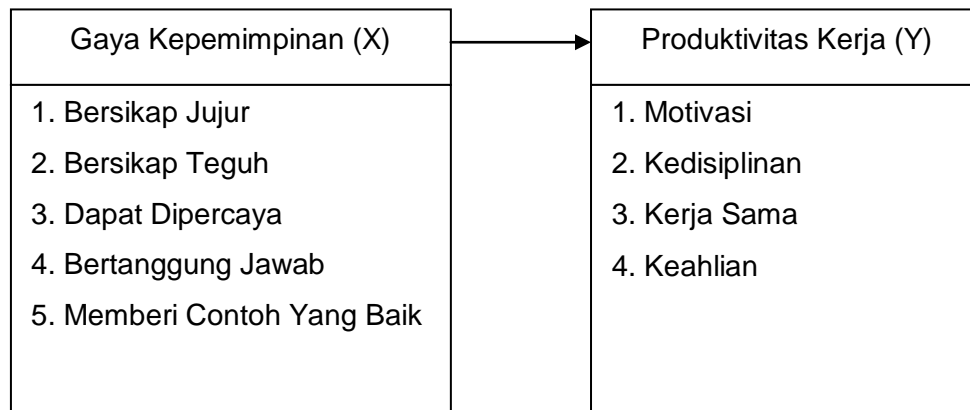 Gaya Kepemimpinan (X)
1. Bersikap Jujur
2. Bersikap Teguh
3. Dapat Dipercaya
4. Bertanggung Jawab
5. Memberi Contoh Yang Baik
Produktivitas Kerja (Y)
1. Motivasi
2. Kedisiplinan
3. Kerja Sama
4. Keahlian